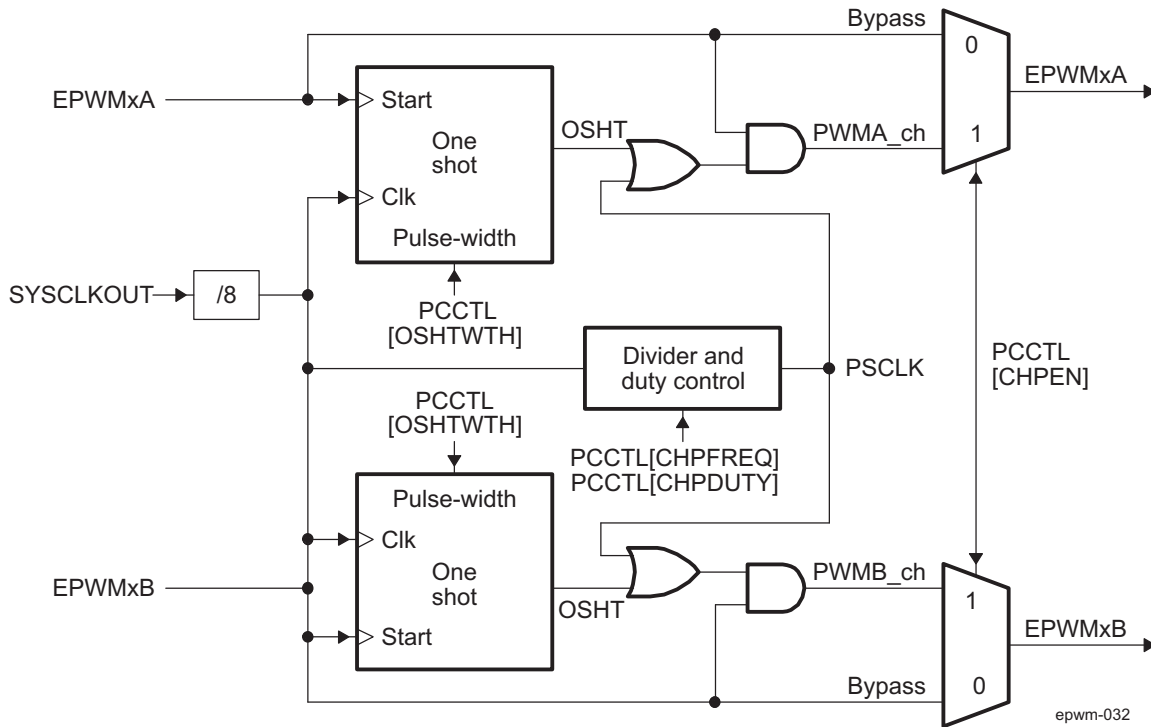 Bypass
0
EPWMxA
EPWMxA
Start
OSHT
PWMA_ch
1
One
shot
Clk
Pulse-width
SYSCLKOUT
/8
PCCTL
[OSHTWTH]
Divider and
duty control
PSCLK
PCCTL
[CHPEN]
PCCTL
[OSHTWTH]
PCCTL[CHPFREQ]
PCCTL[CHPDUTY]
Pulse-width
Clk
One
shot
EPWMxB
OSHT
PWMB_ch
1
Start
EPWMxB
Bypass
0
epwm-032